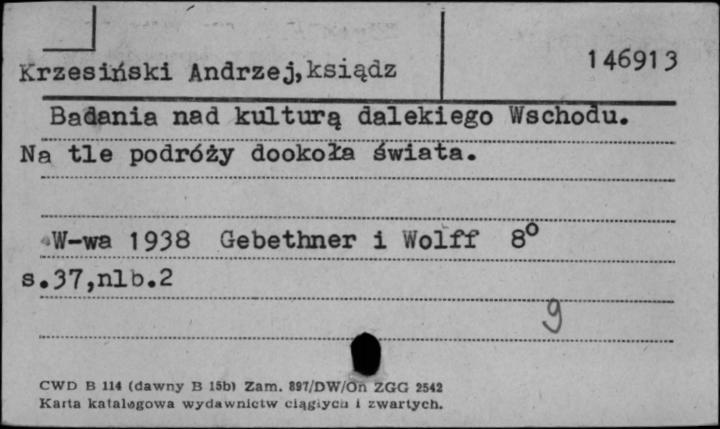 Krzesiński Andrzej,ksiądz
146913
Badania nad kulturą dalekiego Wschodu.
Na tle podróży dookoła świata.
W-wa 1938 Gebethner i Wolff 8°
s.37,nlb.2
9
CWD B 114 (dawny B 15b) Zam. 897/DW/On ZGG 2542
Karta katalogowa wydawnictw ciągłych i zwartych.